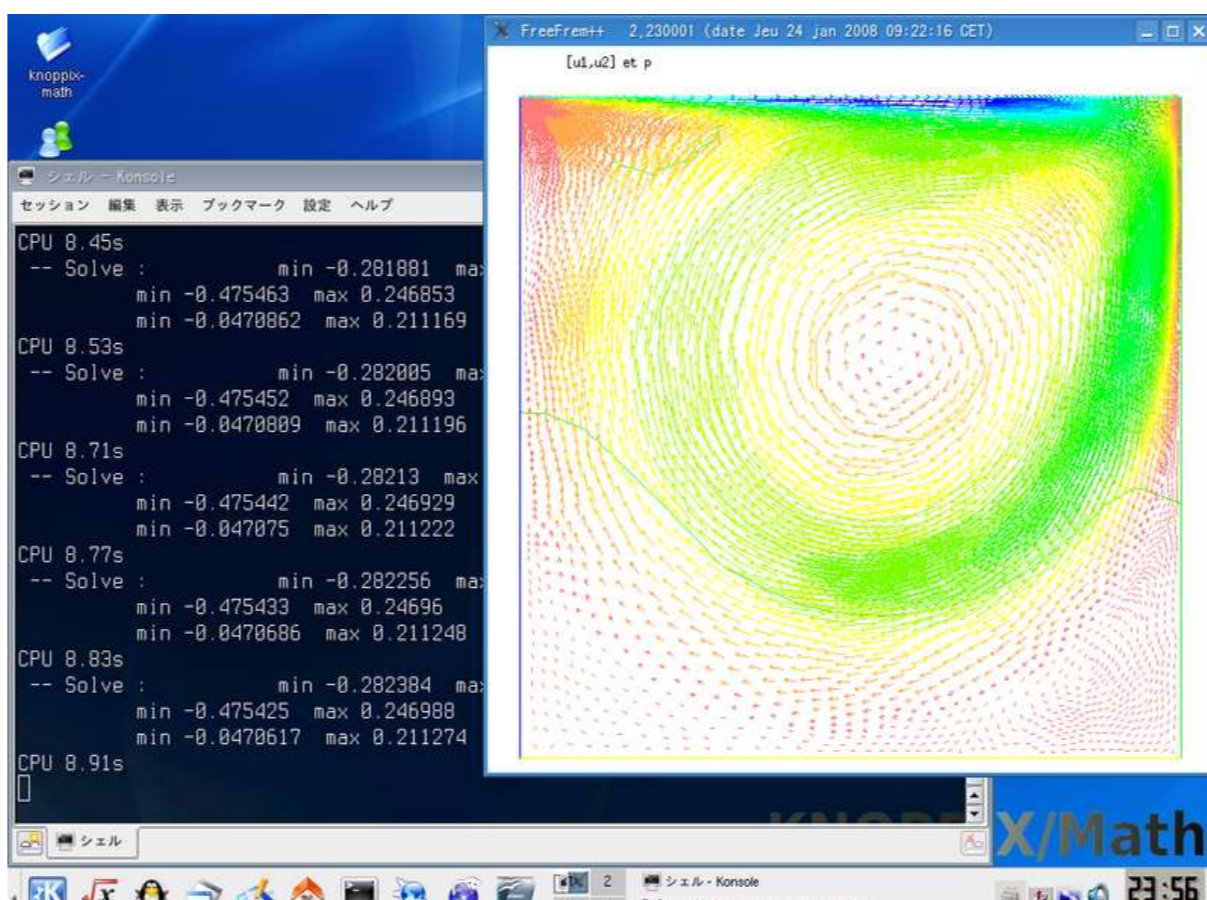 knoppix-
math
FreeFrem++ 2,230001 (date Jeu 24 jan 2008 09:22:16 CET)
[u1,u2] et p
シェル - Konsole
セッション 編集 表示 ブックマーク 設定 ヘルプ
CPU 8.45s
-- Solve : min -0.281881 max
min -0.475463 max 0.246853
min -0.0470862 max 0.211169
CPU 8.53s
-- Solve : min -0.282005 max
min -0.475452 max 0.246893
min -0.0470809 max 0.211196
CPU 8.71s
-- Solve : min -0.28213 max
min -0.475442 max 0.246929
min -0.047075 max 0.211222
CPU 8.77s
-- Solve : min -0.282256 max
min -0.475433 max 0.24696
min -0.0470686 max 0.211248
CPU 8.83s
-- Solve : min -0.282384 max
min -0.475425 max 0.246988
min -0.0470617 max 0.211274
CPU 8.91s
シェル
X/Math
2
シェル - Konsole
23:56